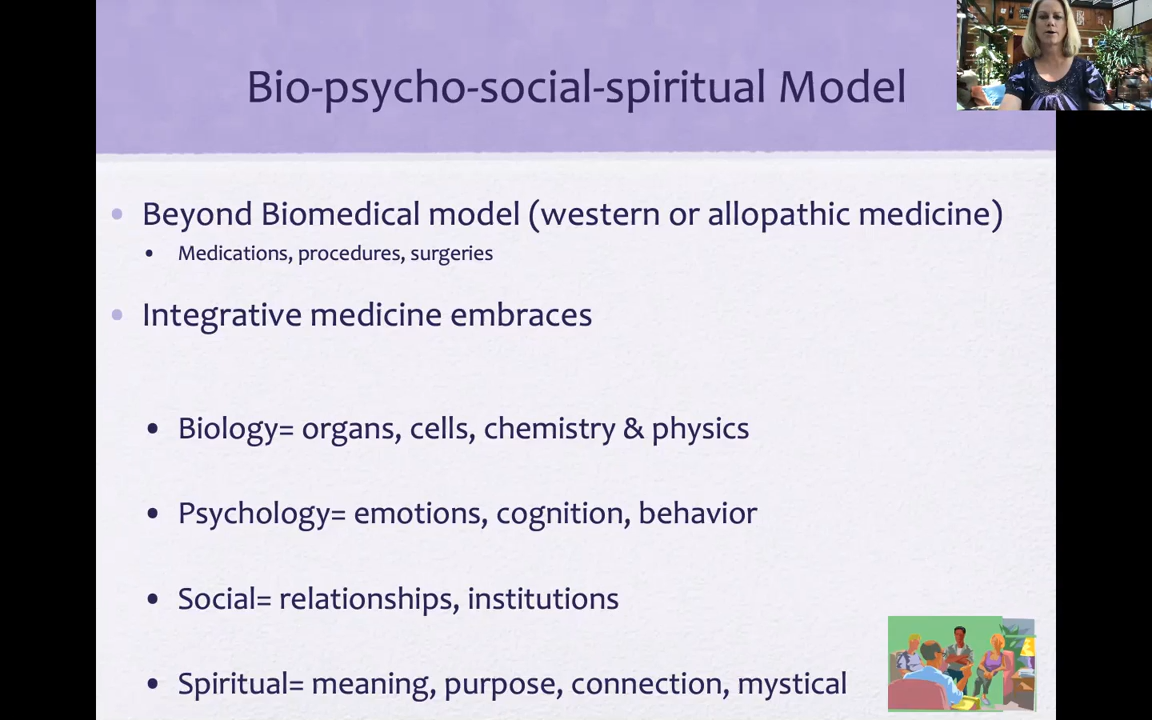 Bio-psycho-social-spiritual Model
• Beyond Biomedical model (western or allopathic medicine)
• Medications, procedures, surgeries
• Integrative medicine embraces
• Biology= organs, cells, chemistry & physics
• Psychology= emotions, cognition, behavior
• Social= relationships, institutions
• Spiritual= meaning, purpose, connection, mystical